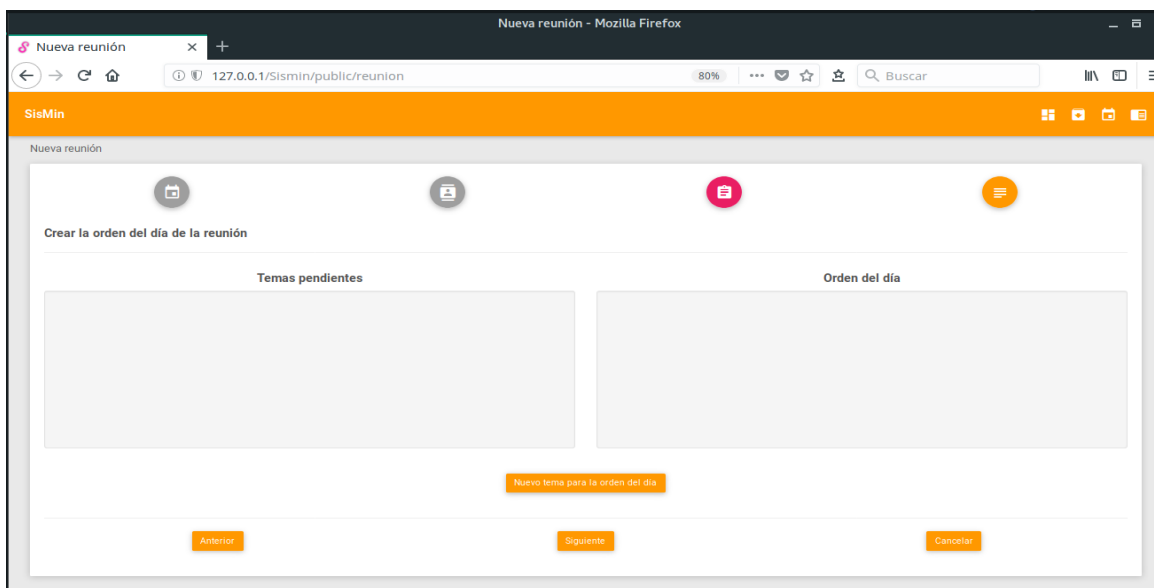 Nueva reunión - Mozilla Firefox
Nueva reunión
127.0.0.1/Sismin/public/reunion 80% Buscar
SisMin
Nueva reunión
Crear la orden del día de la reunión
Temas pendientes Orden del día
Nuevo tema para la orden del día
Anterior Siguiente Cancelar